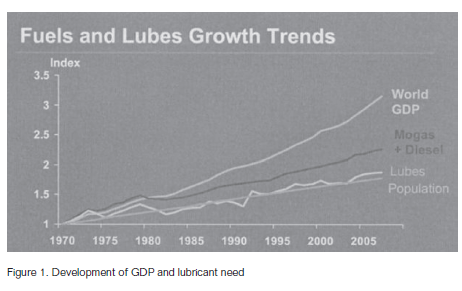 Fuels and Lubes Growth Trends
Index
3.5
3
2.5
2
1.5
1
1970 1975 1980 1985 1990 1995 2000 2005
World
GDP
Mogas
+ Diesel
Lubes
Population
Figure 1. Development of GDP and lubricant need